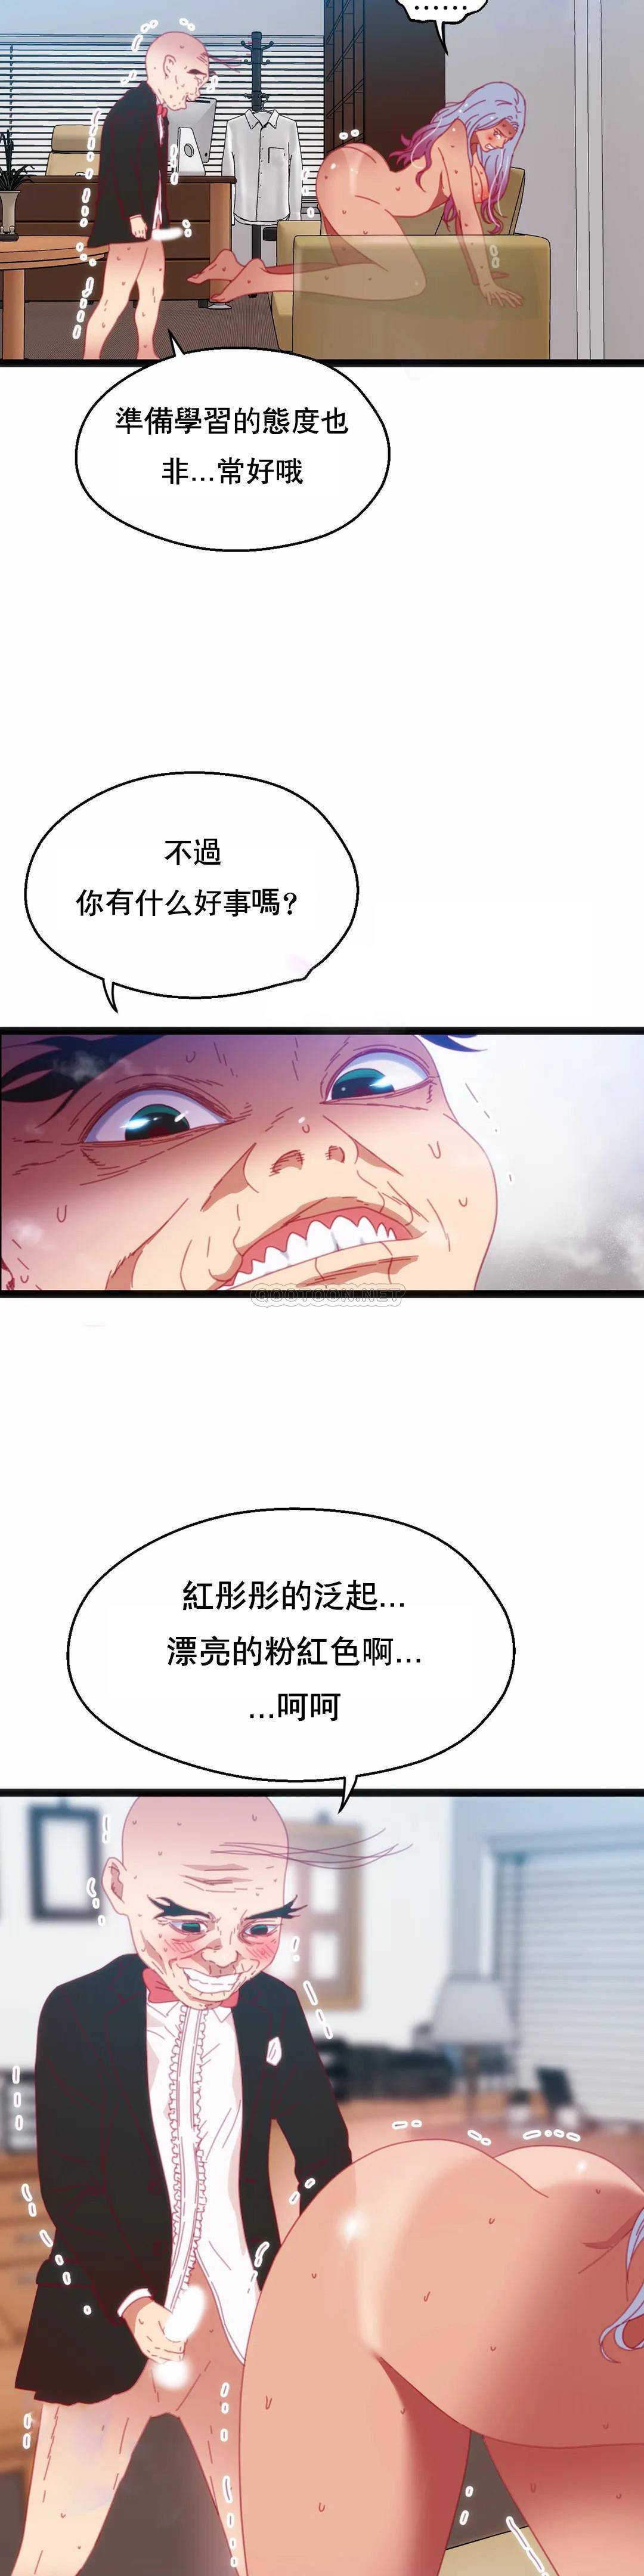 ......
準備學習的態度也
非...常好哦
不過
你有什么好事嗎?
QOOTOON.NET
紅彤彤的泛起...
漂亮的粉紅色啊...
...呵呵